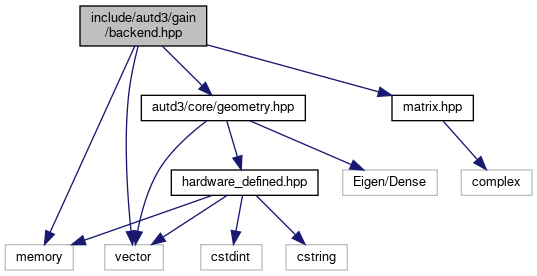 include/autd3/gain
/backend.hpp
autd3/core/geometry.hpp
matrix.hpp
hardware_defined.hpp
Eigen/Dense
complex
memory
vector
cstdint
cstring